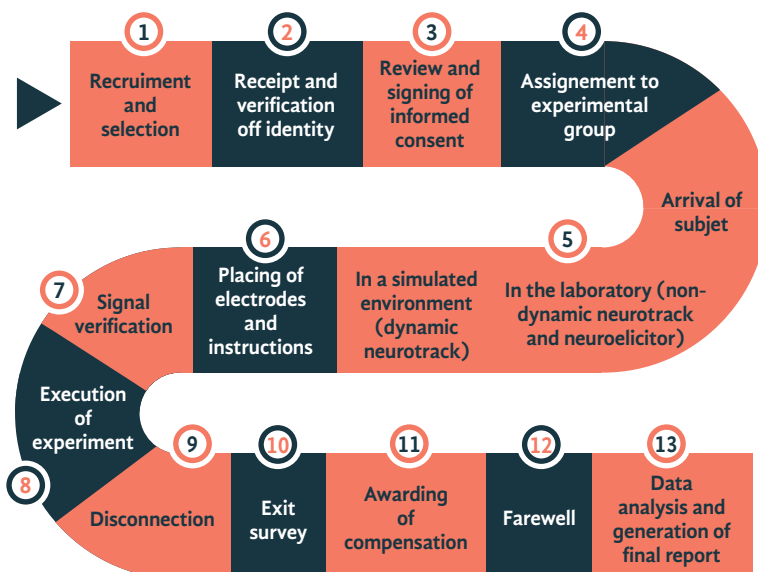 1
Recruiment
and
selection
2
Receipt and
verification
off identity
3
Review and
signing of
informed
consent
4
Assignement to
experimental
group
Arrival of
subjet
5
In the laboratory (non-
dynamic neurotrack
and neuroelicitor)
In a simulated
environment
(dynamic
neurotrack)
6
Placing of
electrodes
and
instructions
7
Signal
verification
8
Execution
of
experiment
9
Disconnection
10
Exit
survey
11
Awarding
of
compensation
12
Farewell
13
Data
analysis and
generation of
final report